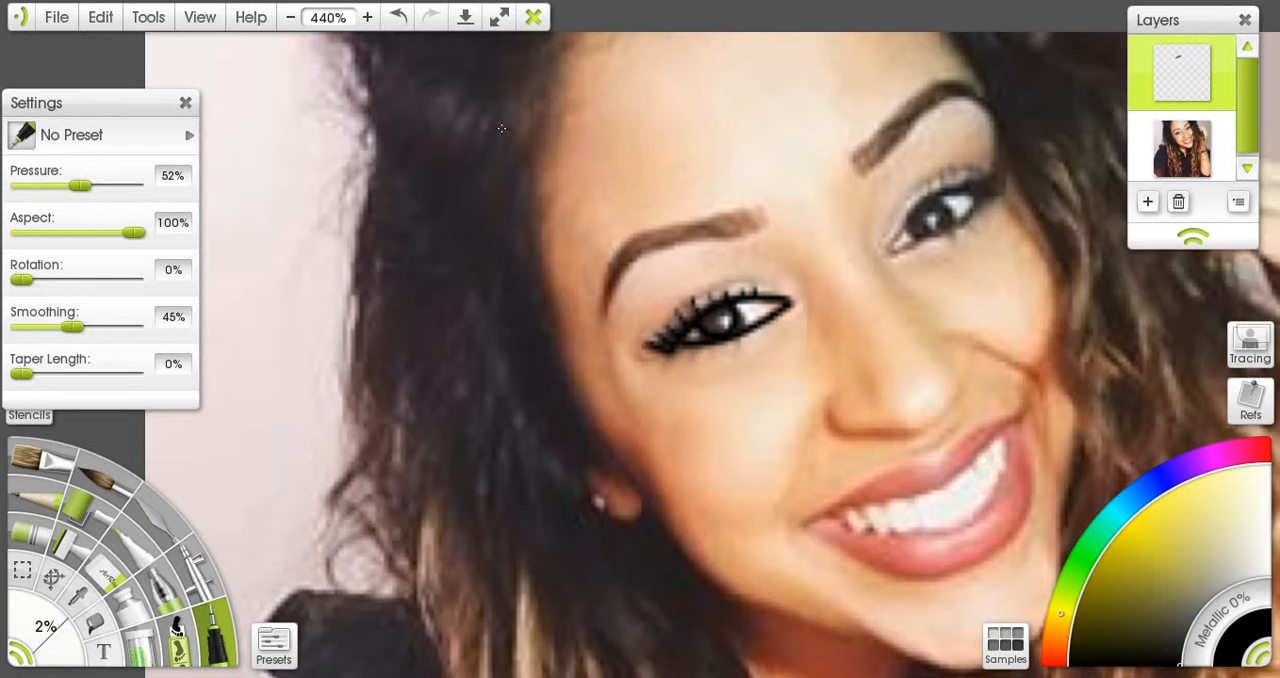 File Edit Tools View Help − 440% +
Layers
Settings
No Preset
Pressure:
52%
Aspect:
100%
Rotation:
0%
Smoothing:
45%
Taper Length:
0%
Stencils
Tracing
Refs
2%
T
Presets
Samples
Metallic 0%